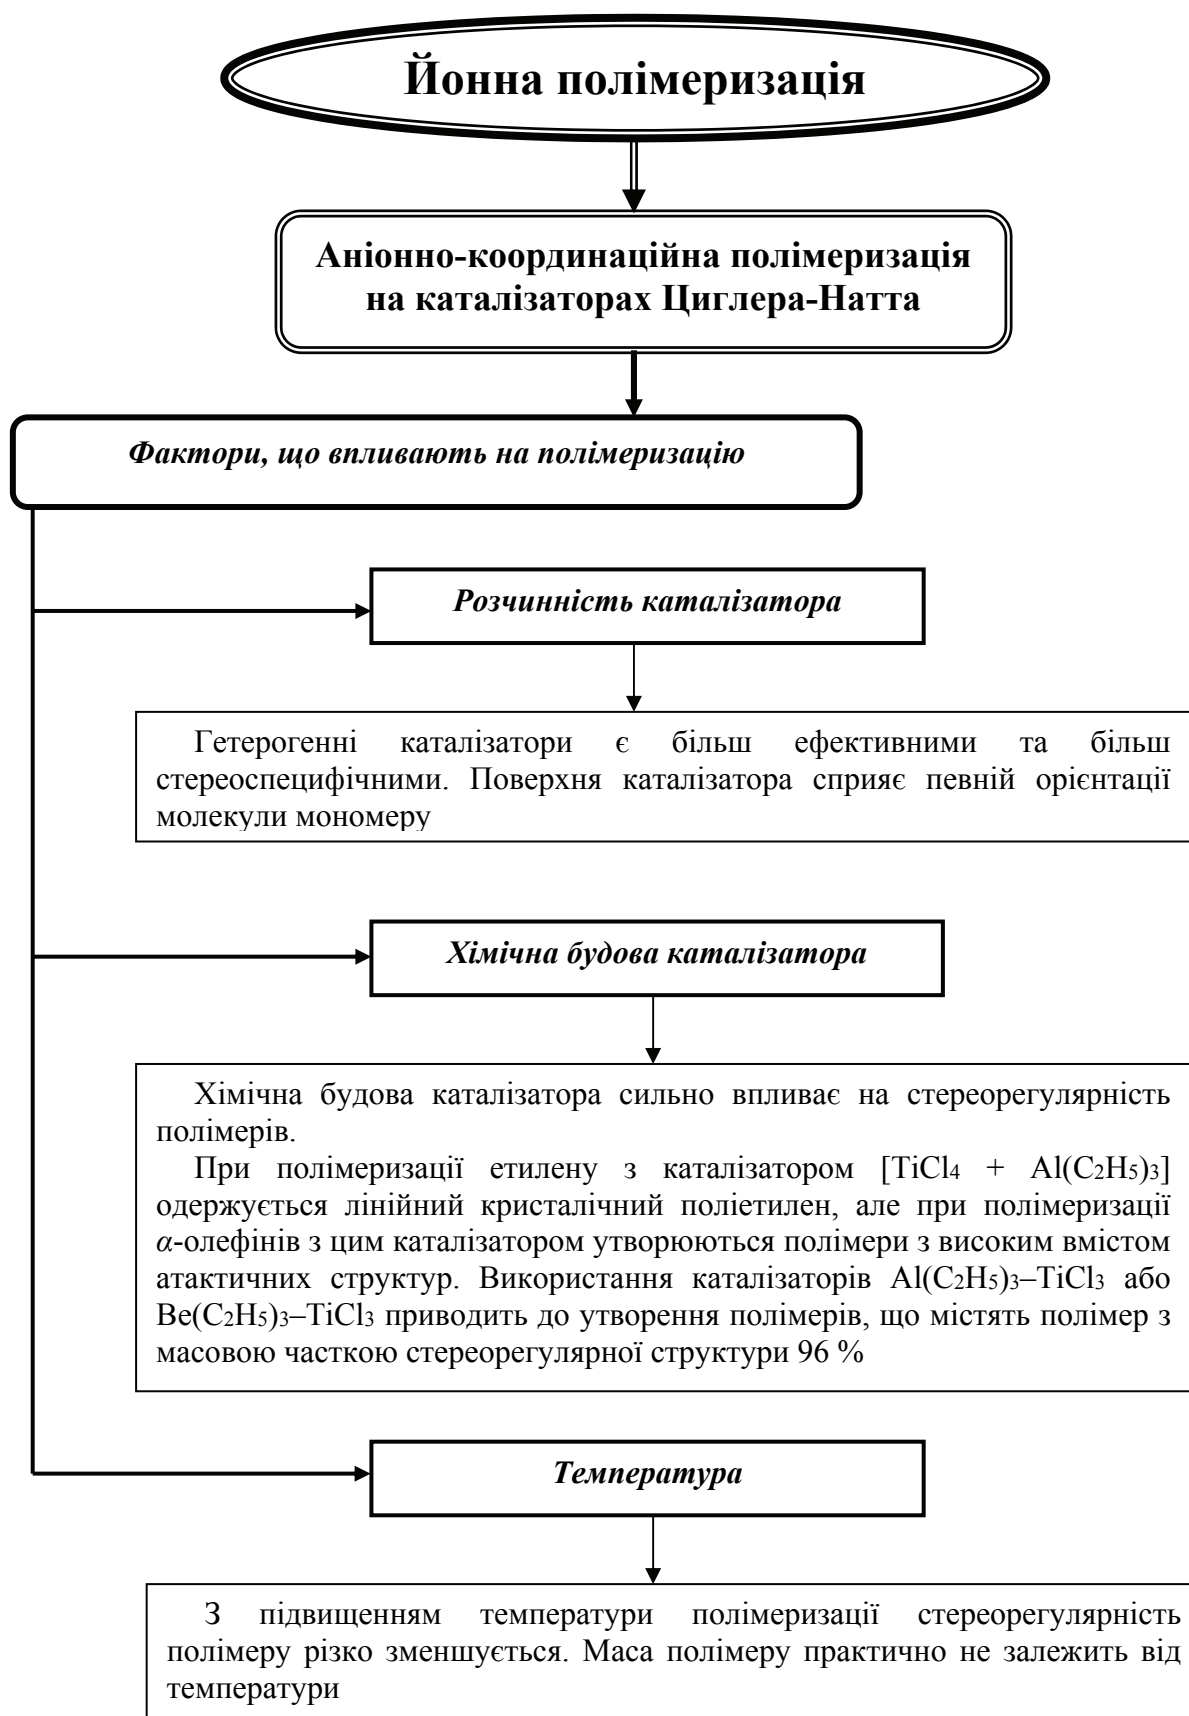 Йонна полімеризація
Аніонно-координаційна полімеризація
на каталізаторах Циглера-Натта
Фактори, що впливають на полімеризацію
Розчинність каталізатора
Гетерогенні каталізатори є більш ефективними та більш
стереоспецифічними. Поверхня каталізатора сприяє певній орієнтації
молекули мономеру
Хімічна будова каталізатора
Хімічна будова каталізатора сильно впливає на стереорегулярність
полімерів.
При полімеризації етилену з каталізатором [TiCl4 + Al(C2H5)3]
одержується лінійний кристалічний поліетилен, але при полімеризації
α-олефінів з цим каталізатором утворюються полімери з високим вмістом
атактичних структур. Використання каталізаторів Al(C2H5)3–TiCl3 або
Be(C2H5)3–TiCl3 приводить до утворення полімерів, що містять полімер з
масовою часткою стереорегулярної структури 96 %
Температура
З підвищенням температури полімеризації стереорегулярність
полімеру різко зменшується. Маса полімеру практично не залежить від
температури